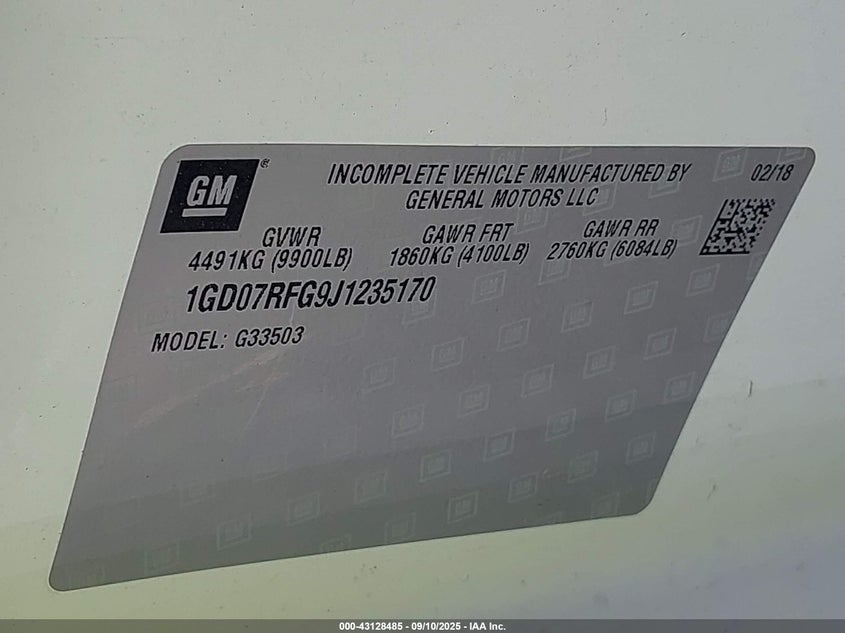 GM®
INCOMPLETE VEHICLE MANUFACTURED BY
GENERAL MOTORS LLC
02/18
GVWR
4491KG (9900LB)
GAWR FRT
1860KG (4100LB)
GAWR RR
2760KG (6084LB)
1GD07RFG9J1235170
MODEL: G33503
000-43128485 - 09/10/2025 - IAA Inc.